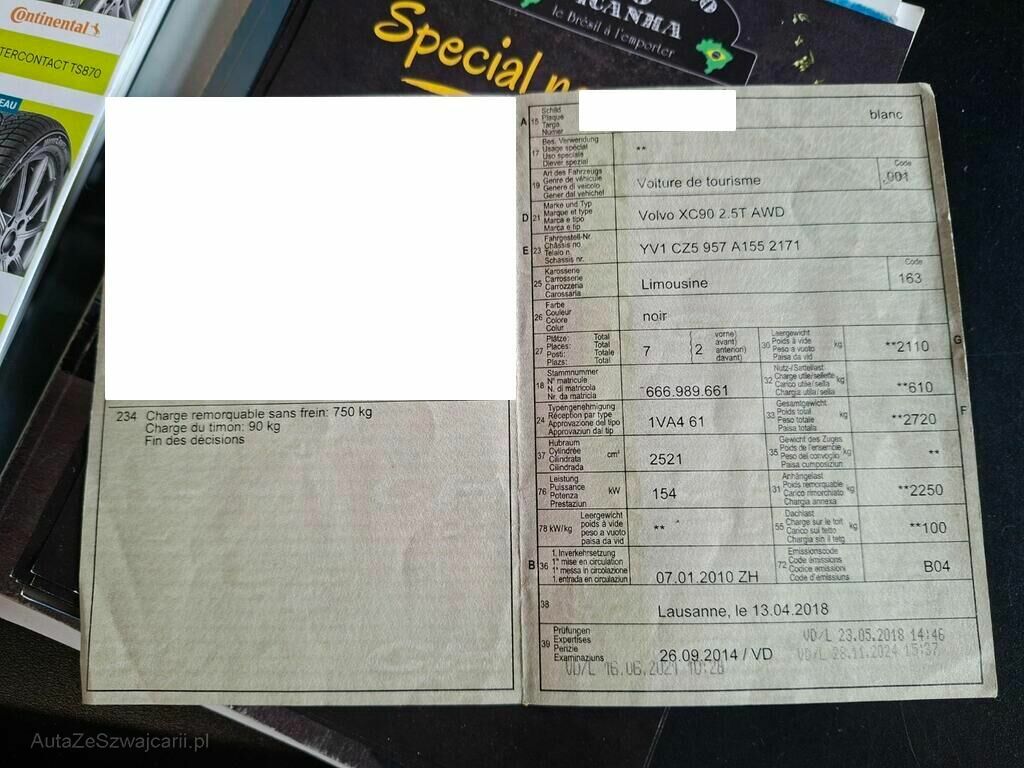 Continental
TERCONTACT TS870
EAU
PICANHA
le Brésil à l'emporter
Special
234 Charge remorquable sans frein: 750 kg
Charge du timon: 90 kg
Fin des décisions
A 15 Schild
Plaque
Targa
Numer
blanc
17 Bes. Verwendung
Usage spécial
Uso speciale
Diever spezial
**
19 Art des Fahrzeugs
Genre de véhicule
Genere di veicolo
Gener dal vehichel
Voiture de tourisme
Code
001
D 21 Marke und Typ
Marque et type
Marca e tipo
Marca e tip
Volvo XC90 2.5T AWD
E 23 Fahrgestell-Nr.
Châssis no
Telaio n.
Schassis nr.
YV1 CZ5 957 A155 2171
25 Karosserie
Carrosserie
Carrozzeria
Carossaria
Limousine
Code
163
26 Farbe
Couleur
Colore
Colur
noir
27 Plätze: Total
Places: Total
Posti: Totale
Plazs: Total
7
(2 vorne)
avant)
anteriori)
davant)
30 Leergewicht
Poids à vide
Peso a vuoto
Paisa da vid
kg
**2110
G
18 Stammnummer
N° matricule
N. di matricola
Nr. da matricla
666.989.661
32 Nutz-/Sattellast
Charge utile/sellette
Carico utile/sella
Chargia utila/sella
kg
**610
24 Typengenehmigung
Réception par type
Approvazione del tipo
Approvaziun dal tip
1VA4 61
33 Gesamtgewicht
Poids total
Peso totale
Paisa totala
kg
**2720
F
37 Hubraum
Cylindrée
Cilindrata
Cilindrada
cm³
2521
35 Gewicht des Zuges
Poids de l'ensemble
Peso del convoglio
Paisa cumposiziun
kg
**
76 Leistung
Puissance
Potenza
Prestaziun
kW
154
31 Anhängelast
Poids remorquable
Carico rimorchiato
Chargia annexa
kg
**2250
78 kW/kg
Leergewicht
poids à vide
peso a vuoto
paisa da vid
**
55 Dachlast
Charge sur le toit
Carico sul tetto
Chargia sin il tetg
kg
**100
B 36 1. Inverkehrsetzung
1re mise en circulation
1a messa in circolazione
1. entrada en circulaziun
07.01.2010 ZH
72 Emissionscode
Code émissions
Codice emissioni
Code d'emissiuns
B04
38
Lausanne, le 13.04.2018
39 Prüfungen
Expertises
Perizie
Examinaziuns
26.09.2014 / VD
VD/L 23.05.2018 14:46
VD/L 28.11.2024 15:37
VD/L 16.06.2021 10:28
AutaZeSzwajcarii.pl